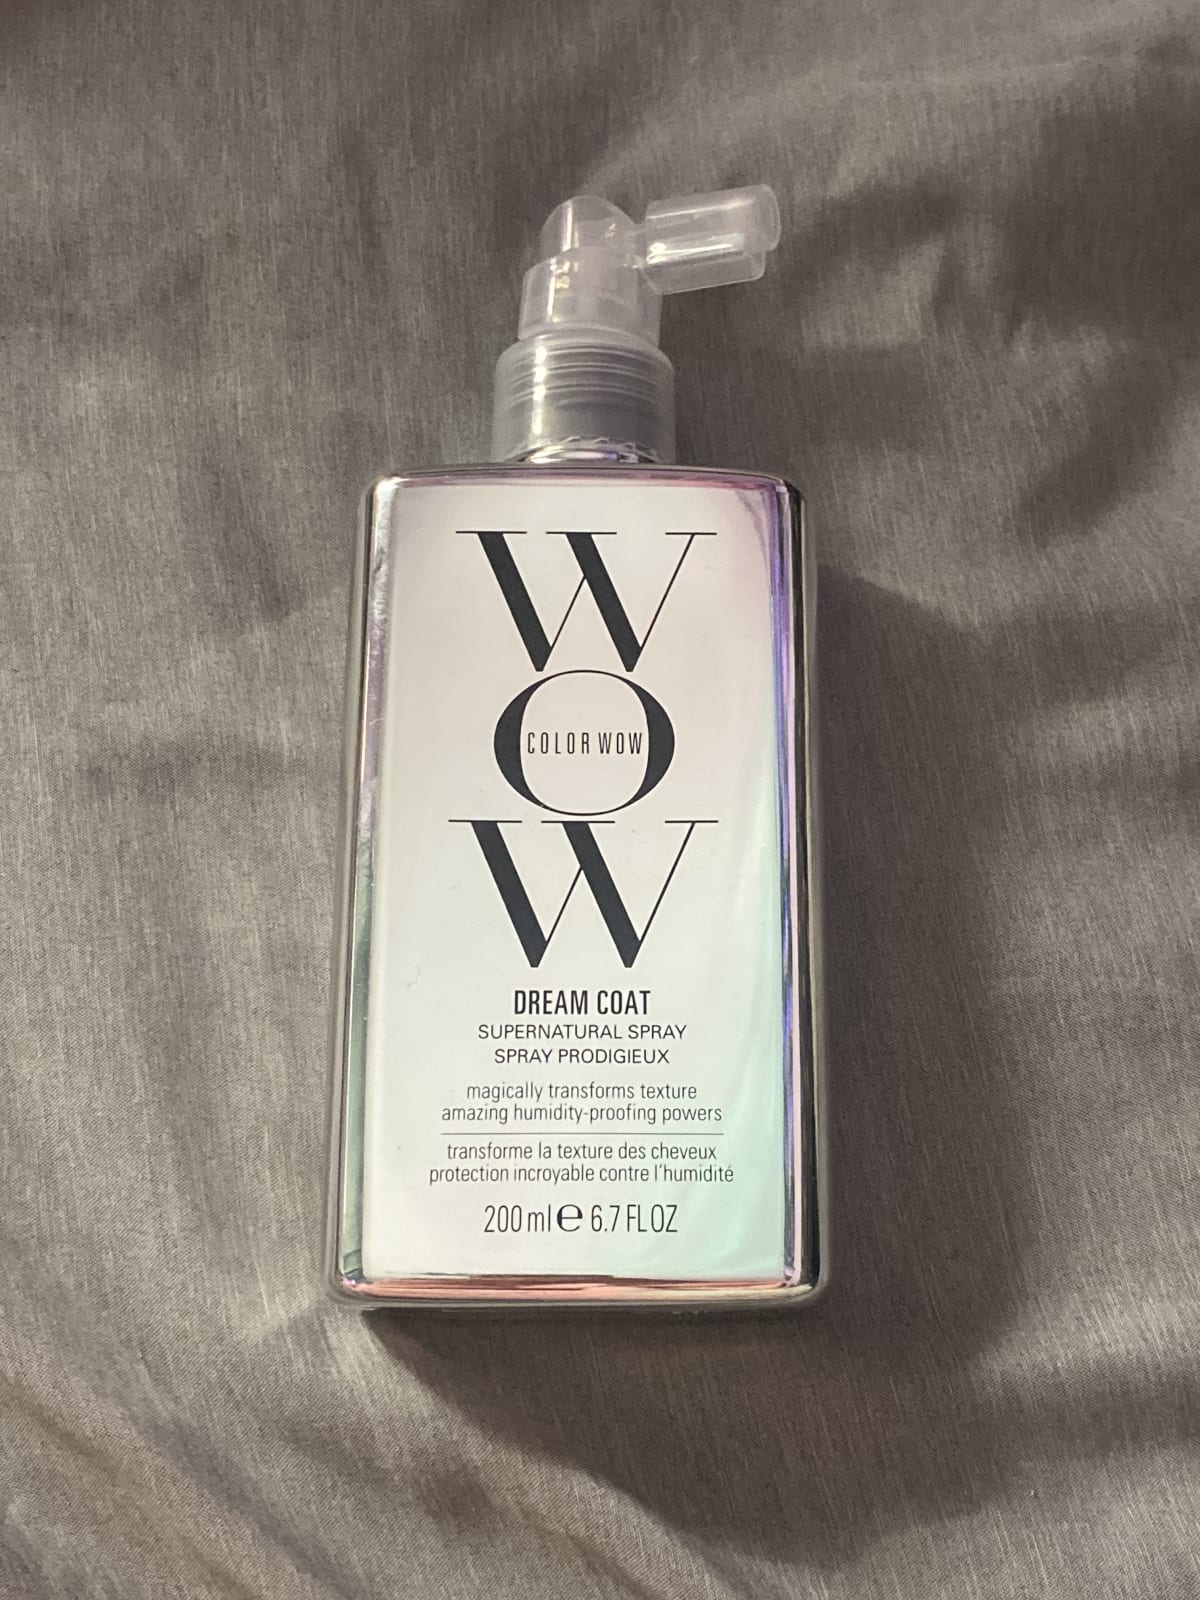 W
O
COLOR WOW
W
DREAM COAT
SUPERNATURAL SPRAY
SPRAY PRODIGIEUX
magically transforms texture
amazing humidity-proofing powers
transforme la texture des cheveux
protection incroyable contre l'humidité
200 ml e 6.7 FL OZ